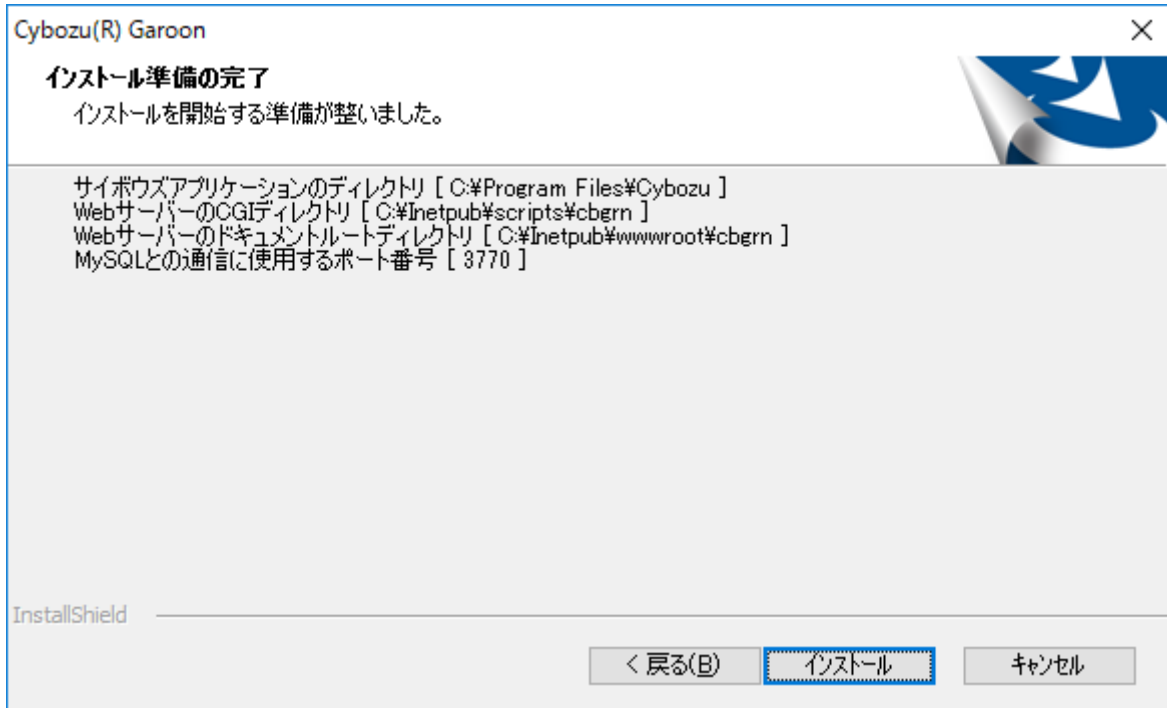 Cybozu(R) Garoon
インストール準備の完了
インストールを開始する準備が整いました。
サイボウズアプリケーションのディレクトリ [ C:¥Program Files¥Cybozu ]
WebサーバーのCGIディレクトリ [ C:¥Inetpub¥scripts¥cbgrn ]
Webサーバーのドキュメントルートディレクトリ [ C:¥Inetpub¥wwwroot¥cbgrn ]
MySQLとの通信に使用するポート番号 [ 3770 ]
InstallShield
< 戻る(B)
インストール
キャンセル